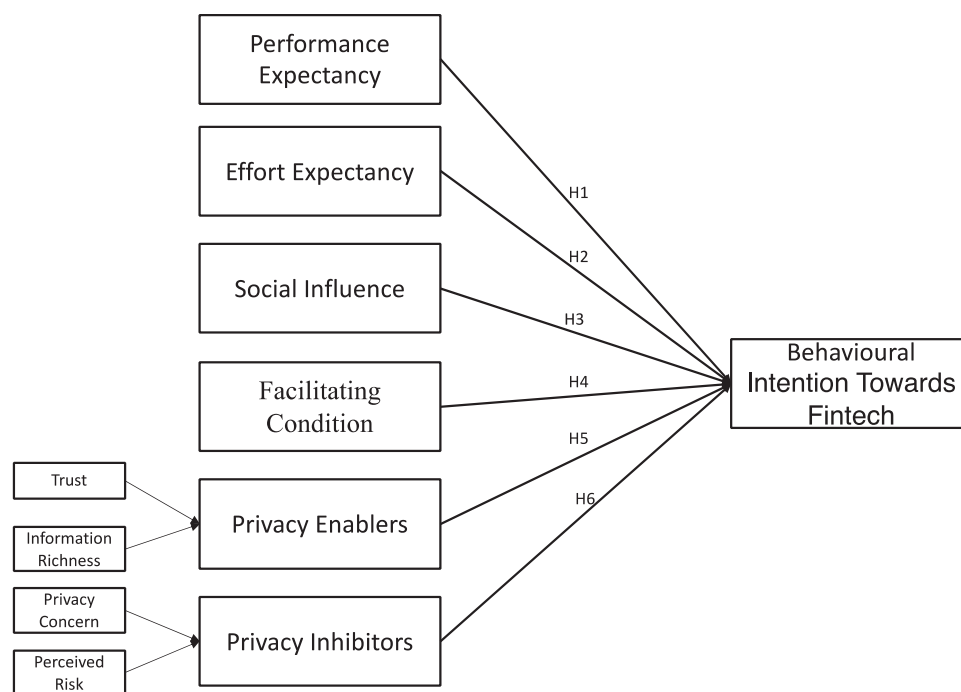 Performance
Expectancy
Effort Expectancy
H1
H2
Social Influence
H3
Behavioural
Intention Towards
Fintech
Facilitating
Condition
H4
H5
Trust
Privacy Enablers
H6
Information
Richness
Privacy
Concern
Privacy Inhibitors
Perceived
Risk